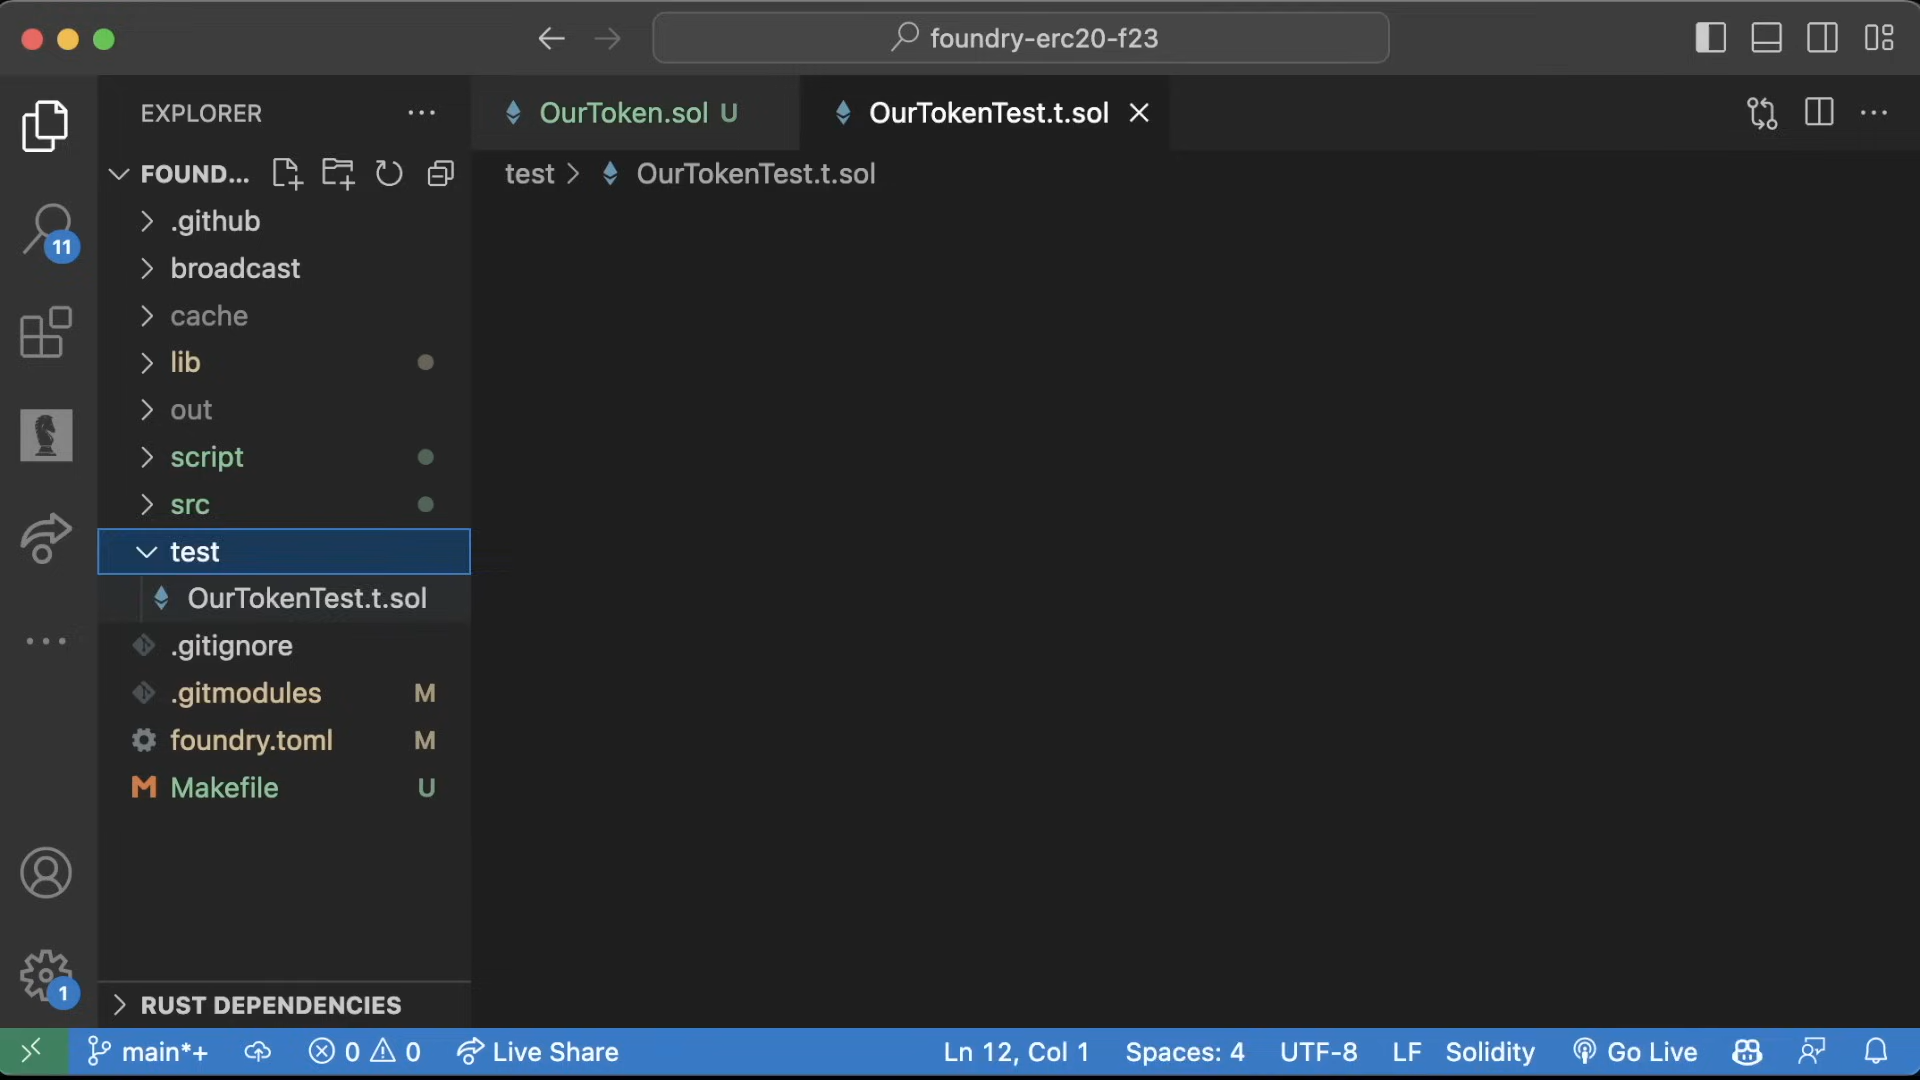 foundry-erc20-f23
EXPLORER
OurToken.sol U
OurTokenTest.t.sol
FOUND...
test > OurTokenTest.t.sol
.github
broadcast
cache
lib
out
script
src
test
OurTokenTest.t.sol
.gitignore
.gitmodules M
foundry.toml M
Makefile U
11
1
RUST DEPENDENCIES
main*+ 0 0 Live Share Ln 12, Col 1 Spaces: 4 UTF-8 LF Solidity Go Live